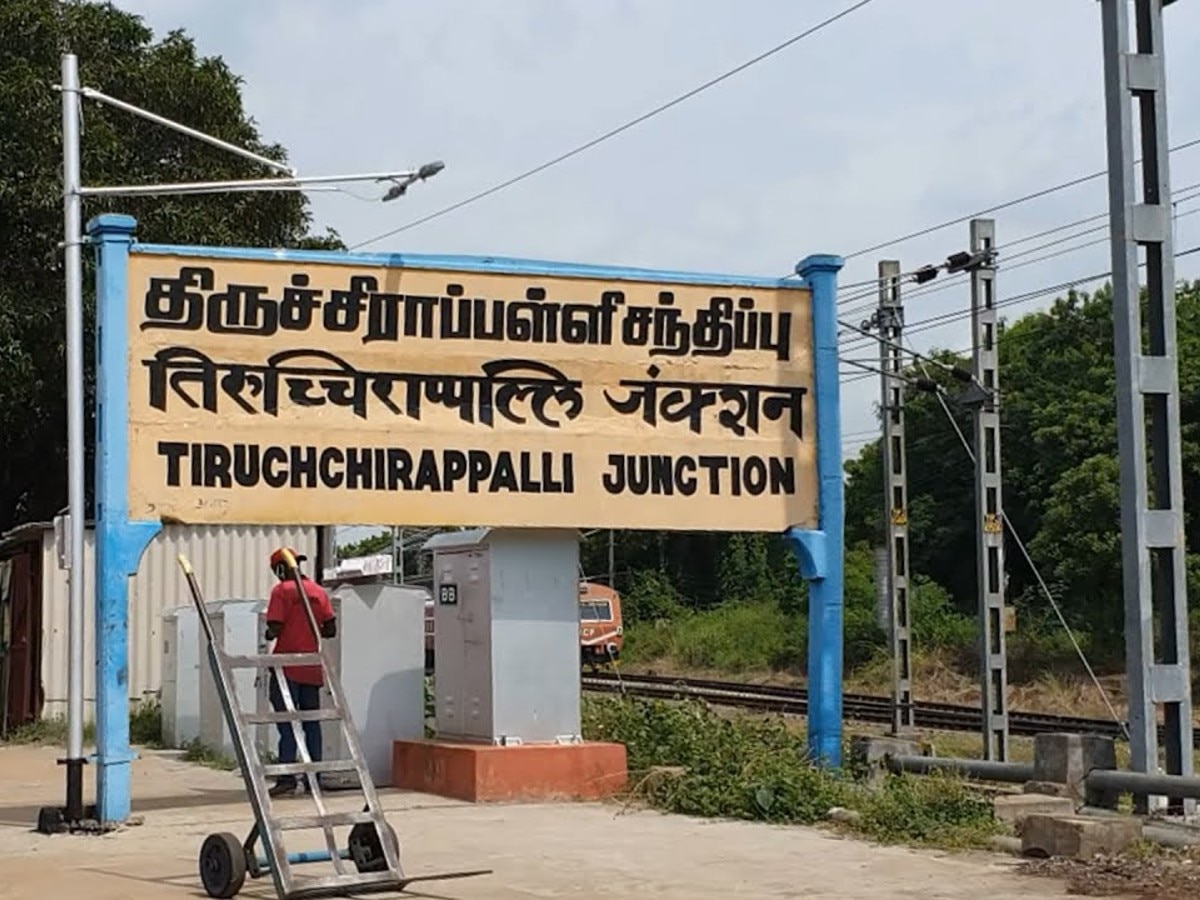 திருச்சிராப்பள்ளி சந்திப்பு
तिरुच्चिराप्पल्लि जंक्शन
TIRUCHCHIRAPPALLI JUNCTION